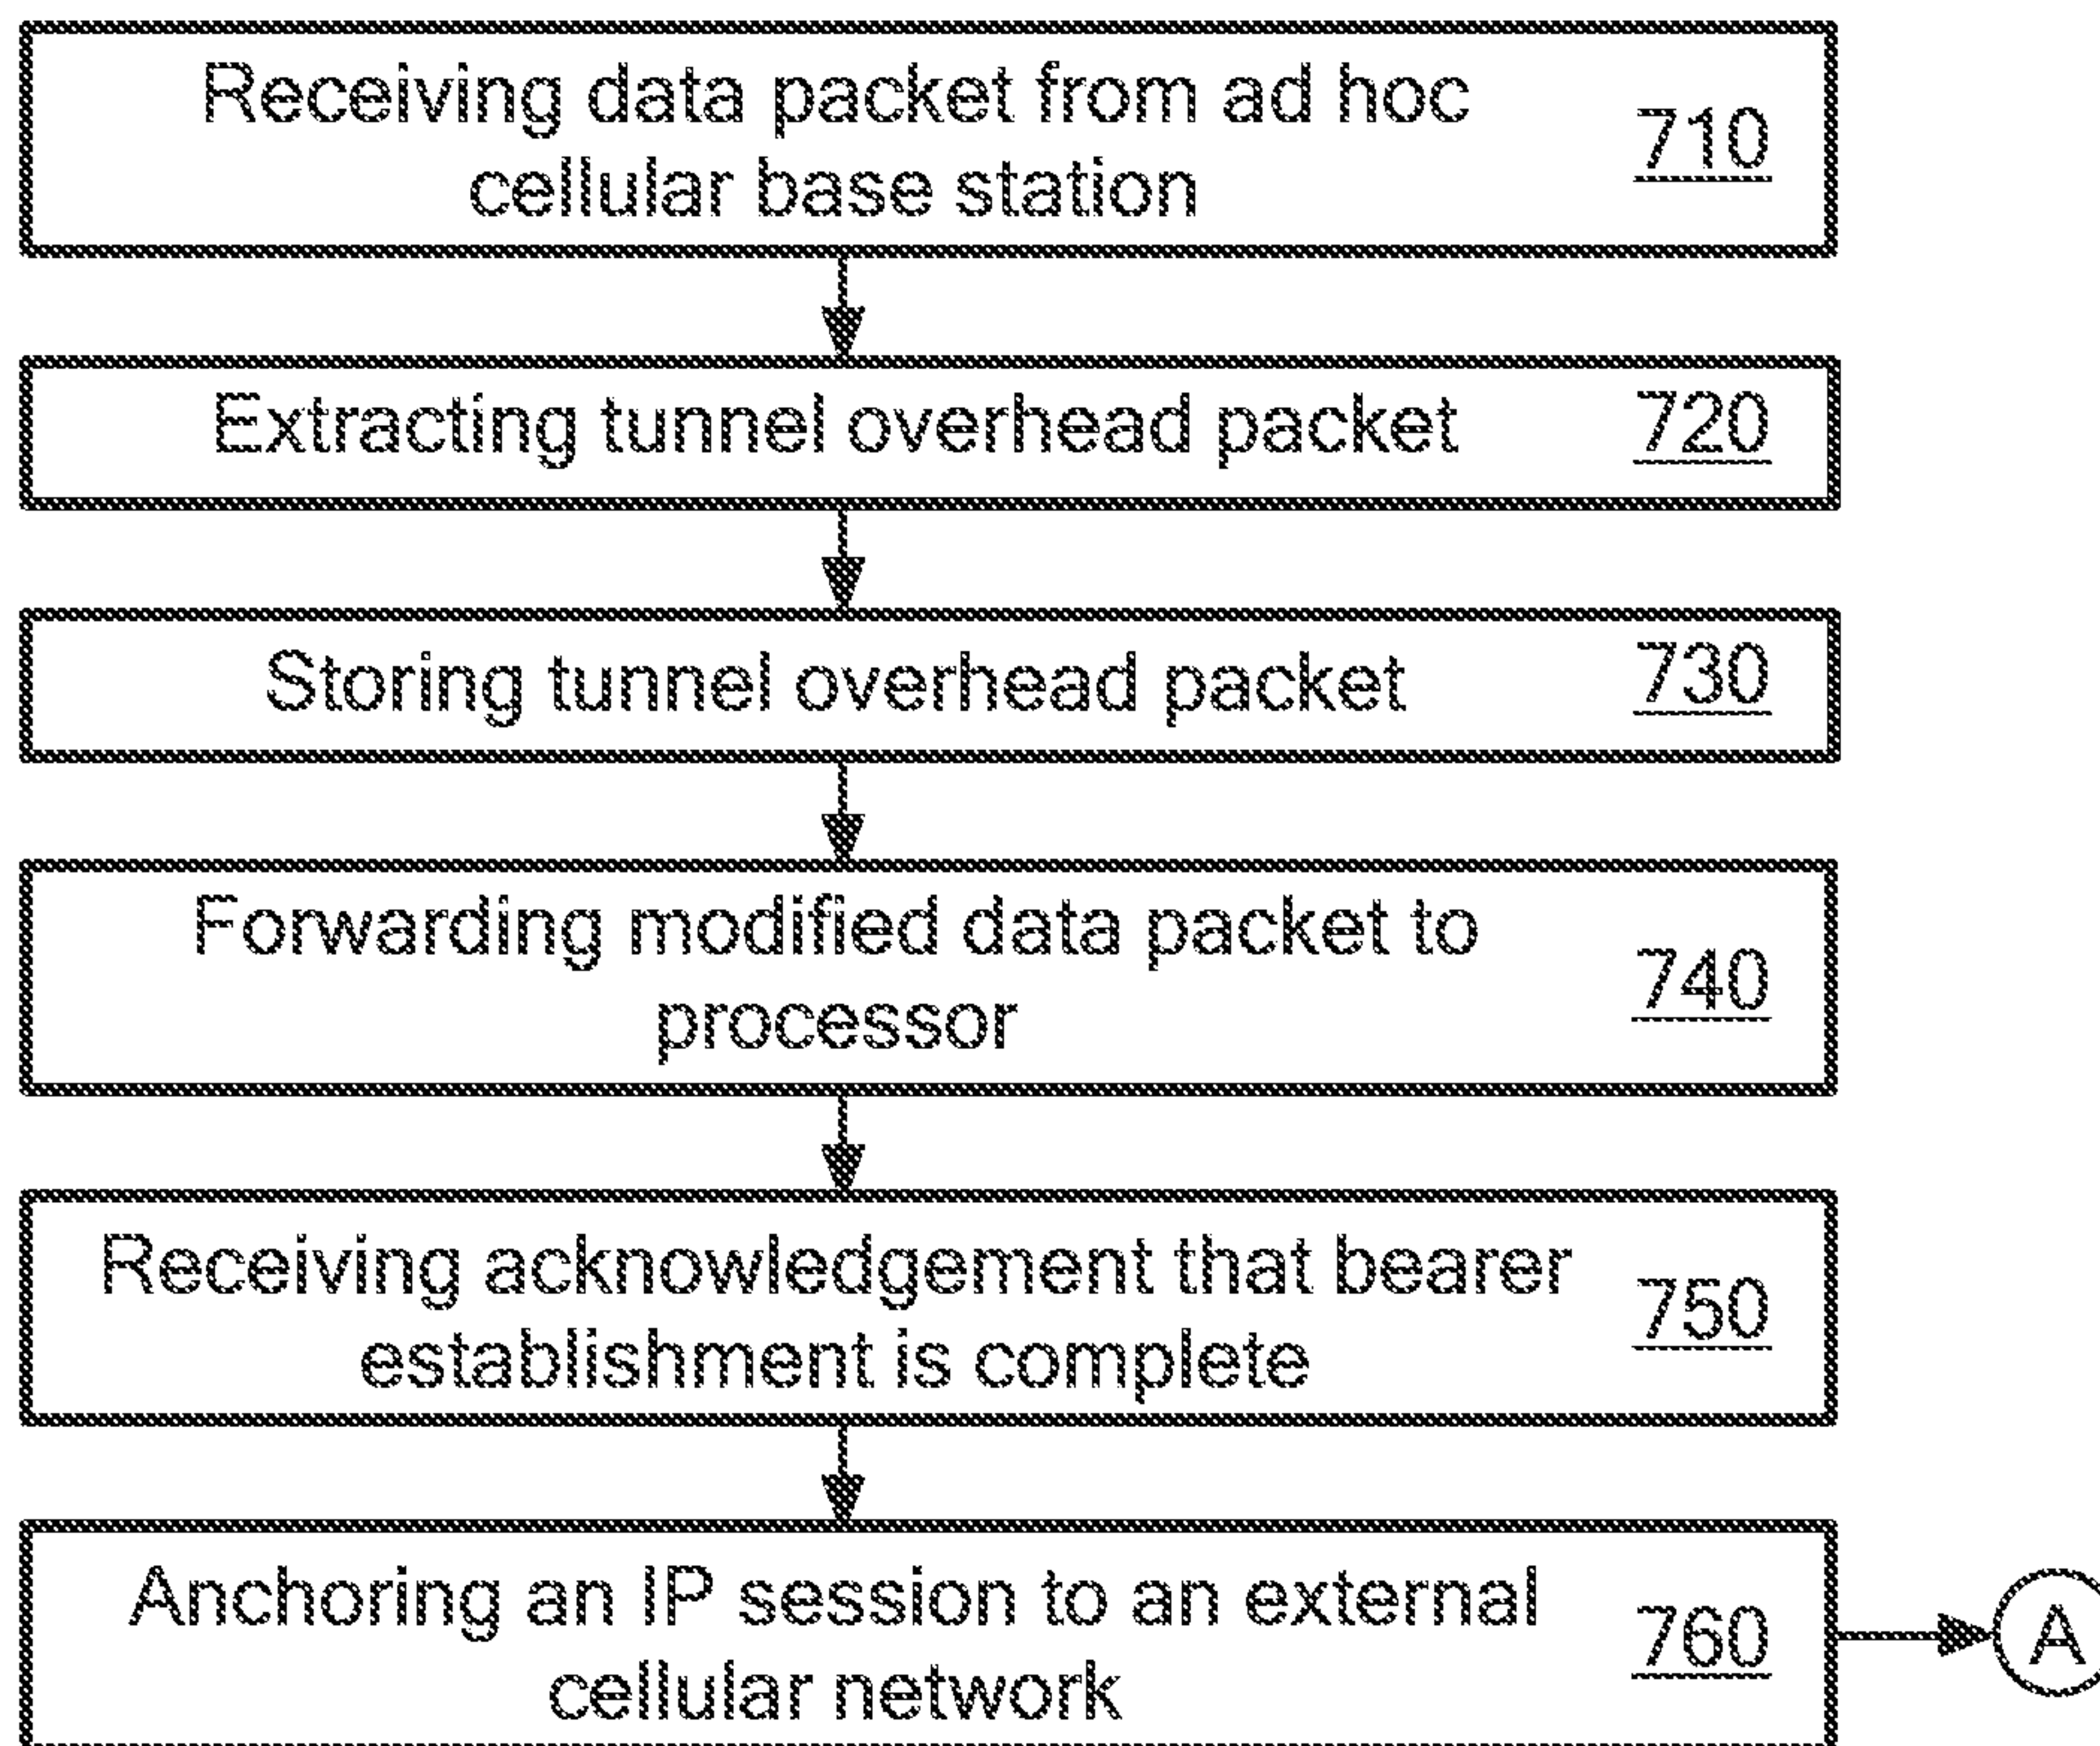 Receiving data packet from ad hoc
cellular base station
710
Extracting tunnel overhead packet
720
Storing tunnel overhead packet
730
Forwarding modified data packet to
processor
740
Receiving acknowledgement that bearer
establishment is complete
750
Anchoring an IP session to an external
cellular network
760
A